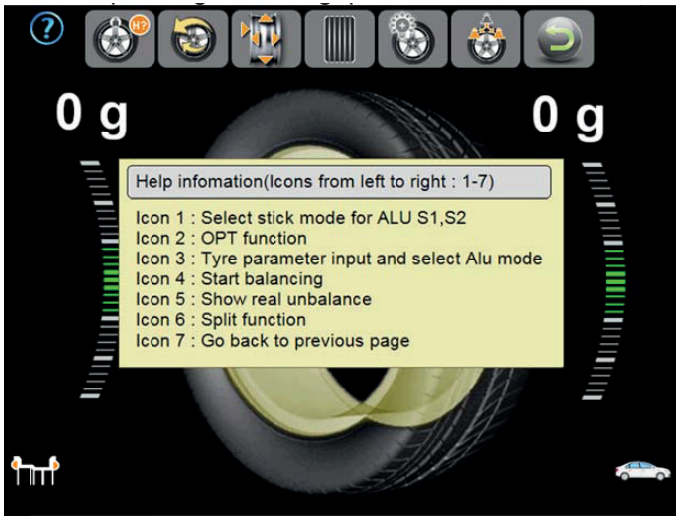 ?
H?
0 g
0 g
Help infomation(Icons from left to right : 1-7)
Icon 1 : Select stick mode for ALU S1,S2
Icon 2 : OPT function
Icon 3 : Tyre parameter input and select Alu mode
Icon 4 : Start balancing
Icon 5 : Show real unbalance
Icon 6 : Split function
Icon 7 : Go back to previous page